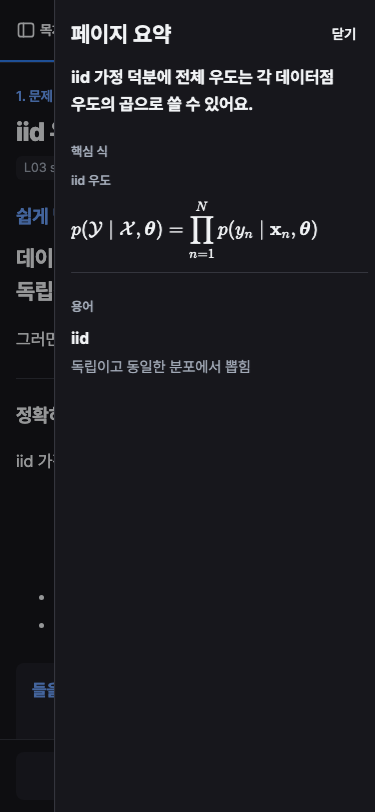 목차
페이지 요약
닫기
iid 가정 덕분에 전체 우도는 각 데이터점
우도의 곱으로 쓸 수 있어요.
핵심 식
iid 우도
p(𝒴 | 𝒳, θ) = ∏_{n=1}^{N} p(y_n | x_n, θ)
용어
iid
독립이고 동일한 분포에서 뽑힘
1. 문제
iid
L03 s
쉽게
데이
독립
그러면
정확히
iid 가
들을